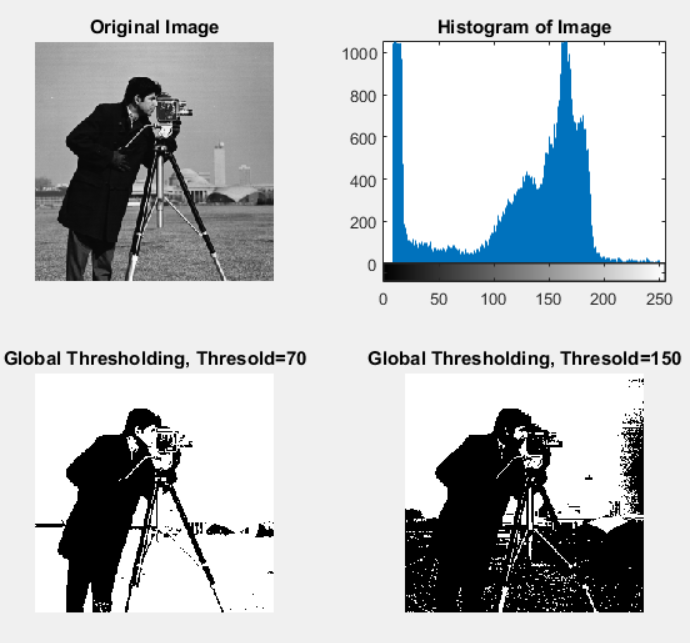 Original Image
Histogram of Image
1000
800
600
400
200
0
0 50 100 150 200 250
Global Thresholding, Thresold=70
Global Thresholding, Thresold=150